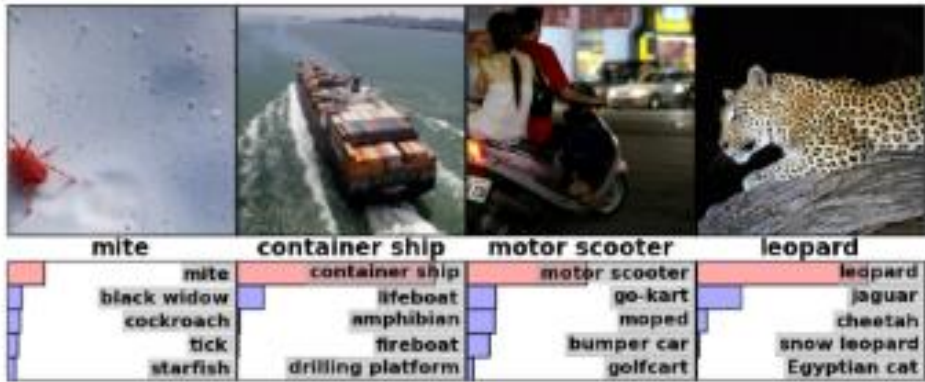 mite
container ship
motor scooter
leopard
mite
black widow
cockroach
tick
starfish
container ship
lifeboat
amphibian
fireboat
drilling platform
motor scooter
go-kart
moped
bumper car
golfcart
leopard
jaguar
cheetah
snow leopard
Egyptian cat